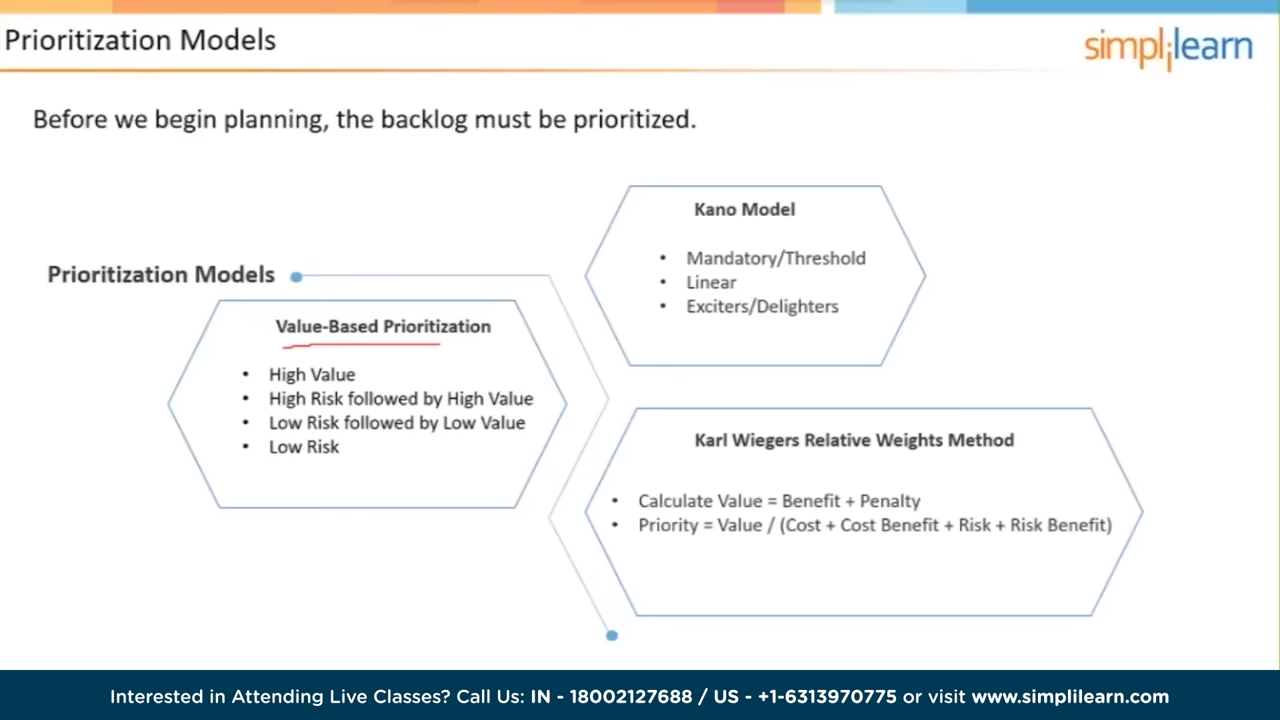 Prioritization Models
simplilearn
Before we begin planning, the backlog must be prioritized.
Prioritization Models
Kano Model
• Mandatory/Threshold
• Linear
• Exciters/Delighters
Value-Based Prioritization
• High Value
• High Risk followed by High Value
• Low Risk followed by Low Value
• Low Risk
Karl Wiegers Relative Weights Method
• Calculate Value = Benefit + Penalty
• Priority = Value / (Cost + Cost Benefit + Risk + Risk Benefit)
Interested in Attending Live Classes? Call Us: IN - 18002127688 / US - +1-6313970775 or visit www.simplilearn.com